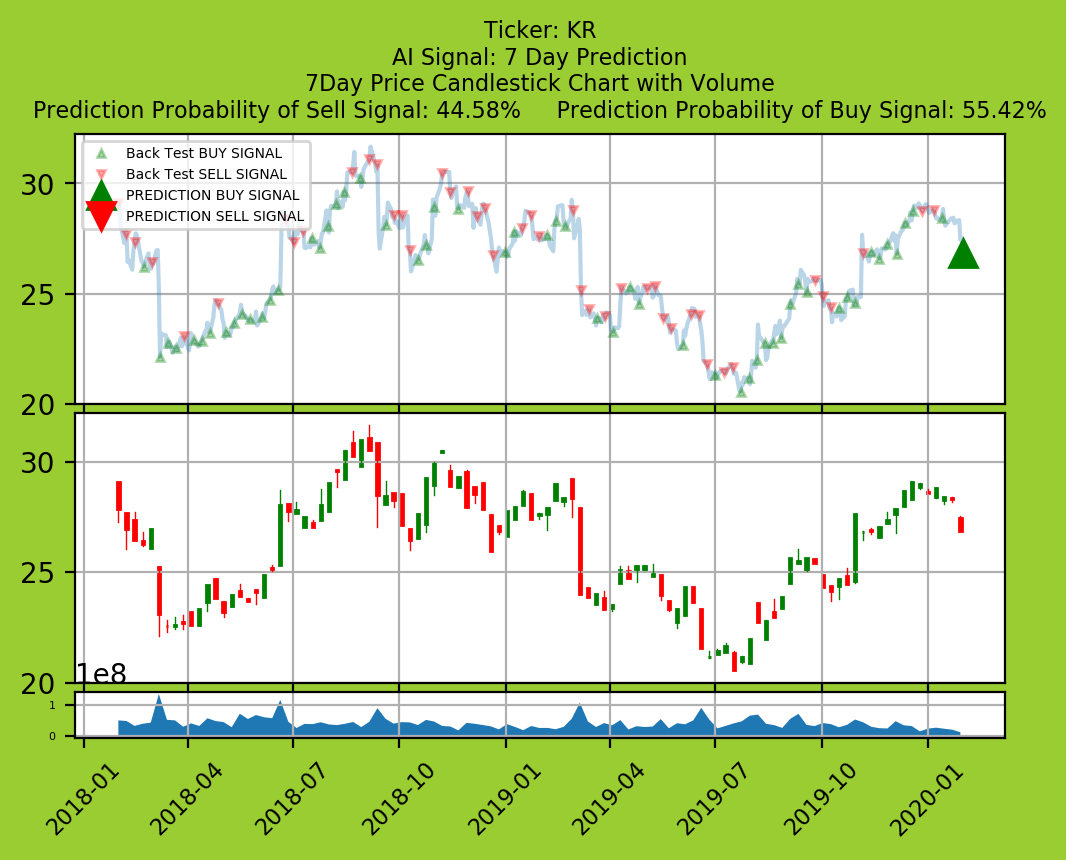 Ticker: KR
AI Signal: 7 Day Prediction
7Day Price Candlestick Chart with Volume
Prediction Probability of Sell Signal: 44.58%     Prediction Probability of Buy Signal: 55.42%
Back Test BUY SIGNAL
Back Test SELL SIGNAL
PREDICTION BUY SIGNAL
PREDICTION SELL SIGNAL
30
25
20
30
25
20
1e8
1
0
2018-01
2018-04
2018-07
2018-10
2019-01
2019-04
2019-07
2019-10
2020-01